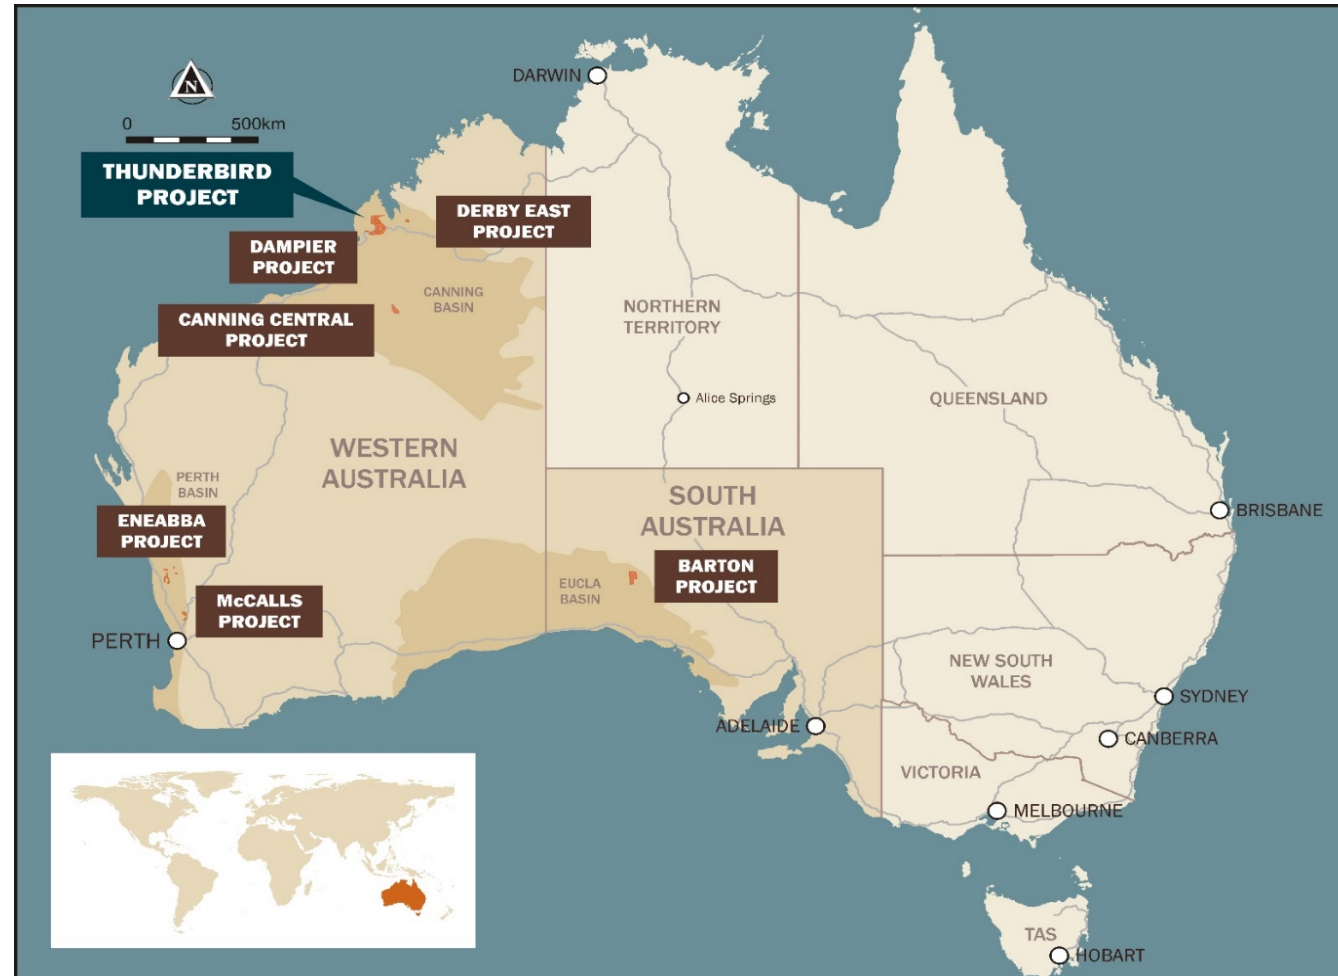 DARWIN
N
0 500km
THUNDERBIRD
PROJECT
DERBY EAST
PROJECT
DAMPIER
PROJECT
CANNING
BASIN
CANNING CENTRAL
PROJECT
NORTHERN
TERRITORY
Alice Springs
QUEENSLAND
WESTERN
AUSTRALIA
PERTH
BASIN
SOUTH
AUSTRALIA
ENEABBA
PROJECT
BRISBANE
BARTON
PROJECT
EUCLA
BASIN
McCALLS
PROJECT
PERTH
NEW SOUTH
WALES
SYDNEY
ADELAIDE
CANBERRA
VICTORIA
MELBOURNE
TAS
HOBART